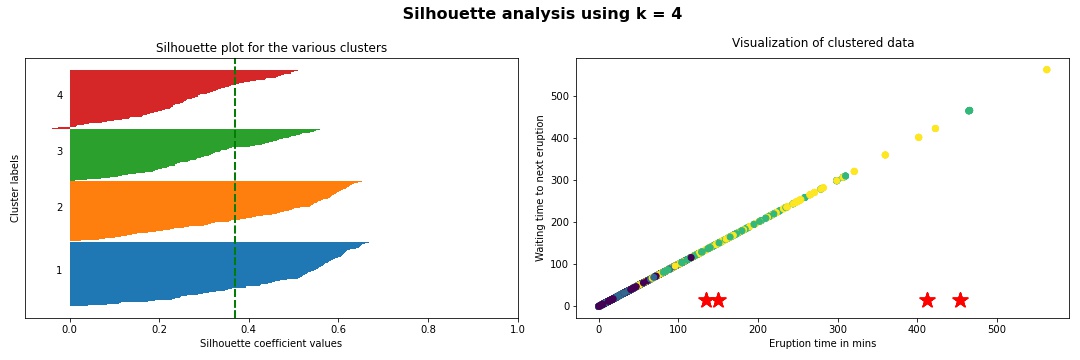 Silhouette analysis using k = 4
Silhouette plot for the various clusters
Cluster labels
4
3
2
1
0.0 0.2 0.4 0.6 0.8 1.0
Silhouette coefficient values
Visualization of clustered data
Waiting time to next eruption
500
400
300
200
100
0
0 100 200 300 400 500
Eruption time in mins